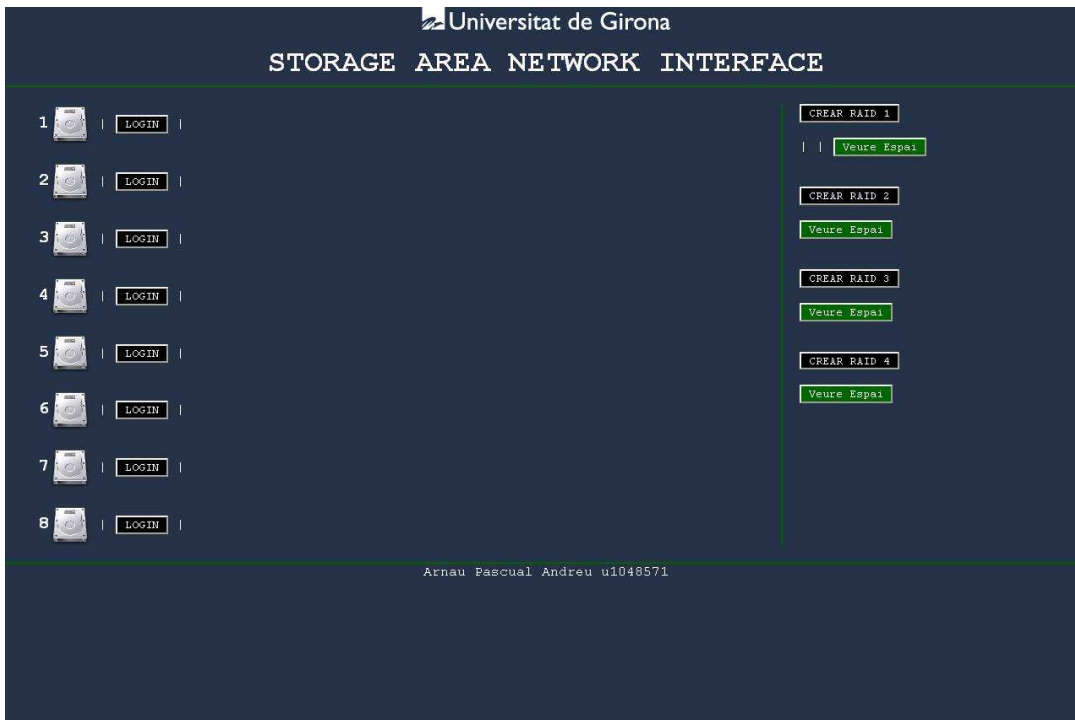 Universitat de Girona
STORAGE AREA NETWORK INTERFACE
1 | LOGIN |
2 | LOGIN |
3 | LOGIN |
4 | LOGIN |
5 | LOGIN |
6 | LOGIN |
7 | LOGIN |
8 | LOGIN |
CREAR RAID 1
| | Veure Espai
CREAR RAID 2
Veure Espai
CREAR RAID 3
Veure Espai
CREAR RAID 4
Veure Espai
Arnau Pascual Andreu u1048571